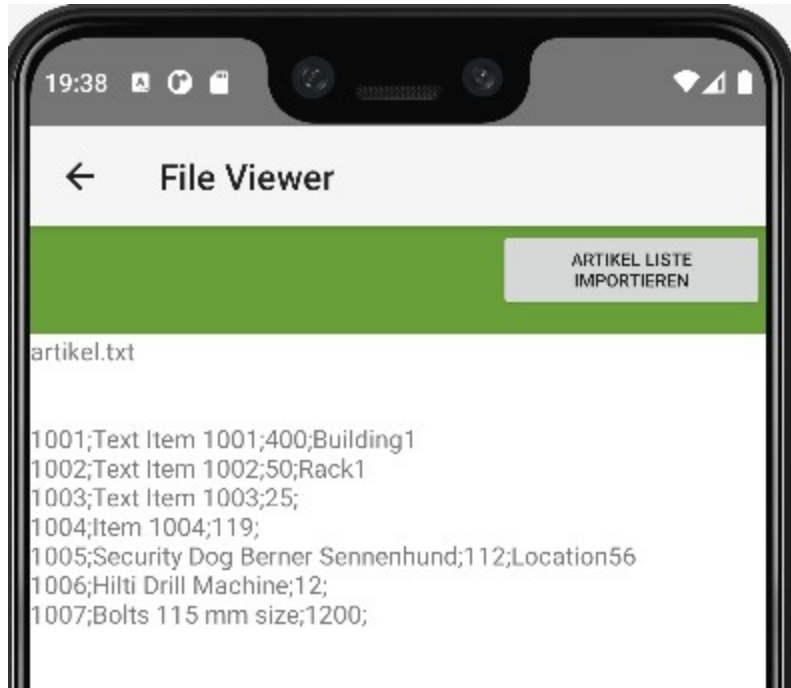 19:38
File Viewer
ARTIKEL LISTE
IMPORTIEREN
artikel.txt
1001;Text Item 1001;400;Building1
1002;Text Item 1002;50;Rack1
1003;Text Item 1003;25;
1004;Item 1004;119;
1005;Security Dog Berner Sennenhund;112;Location56
1006;Hilti Drill Machine;12;
1007;Bolts 115 mm size;1200;